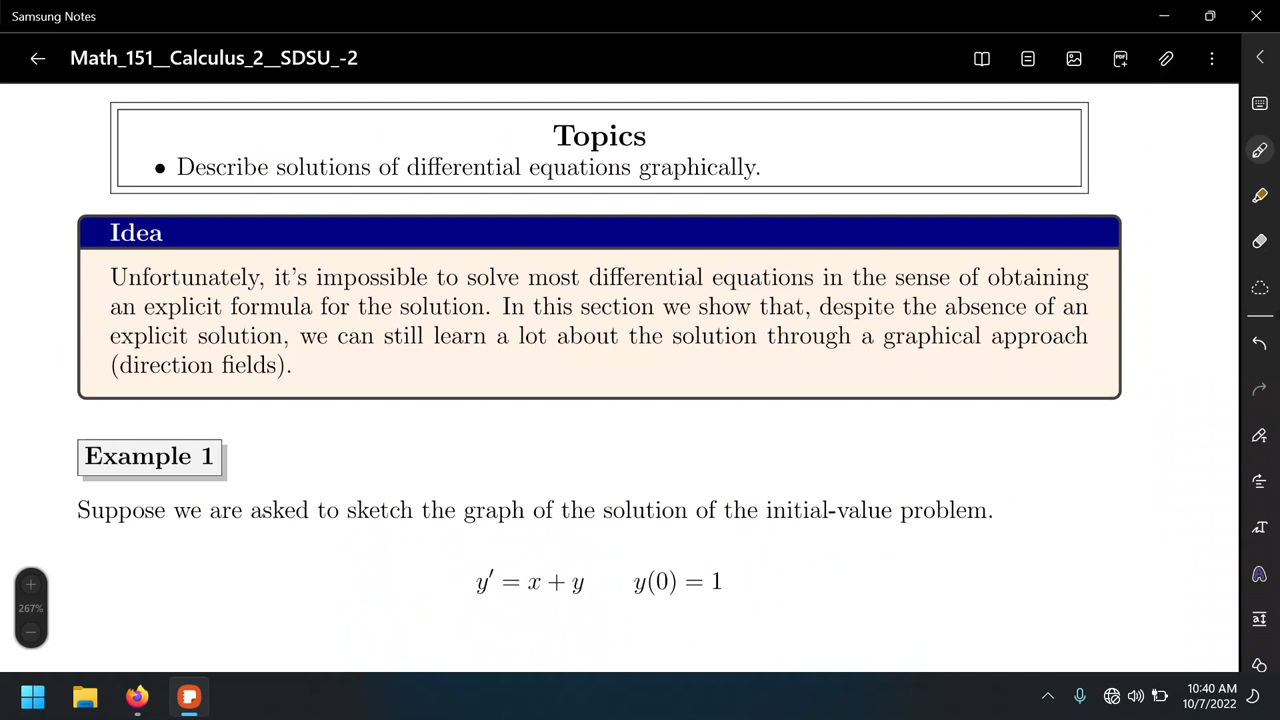 Samsung Notes
Math_151__Calculus_2__SDSU_-2
Topics
• Describe solutions of differential equations graphically.
Idea
Unfortunately, it's impossible to solve most differential equations in the sense of obtaining
an explicit formula for the solution. In this section we show that, despite the absence of an
explicit solution, we can still learn a lot about the solution through a graphical approach
(direction fields).
Example 1
Suppose we are asked to sketch the graph of the solution of the initial-value problem.
y′ = x + y y(0) = 1
267%
10:40 AM
10/7/2022